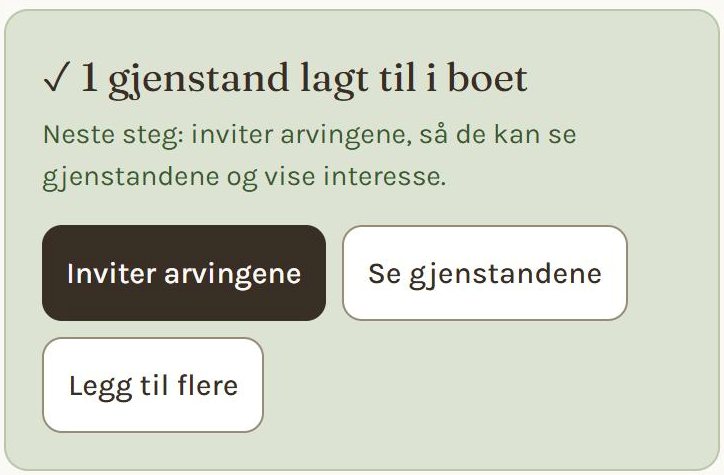 ✓ 1 gjenstand lagt til i boet
Neste steg: inviter arvingene, så de kan se
gjenstandene og vise interesse.
Inviter arvingene
Se gjenstandene
Legg til flere